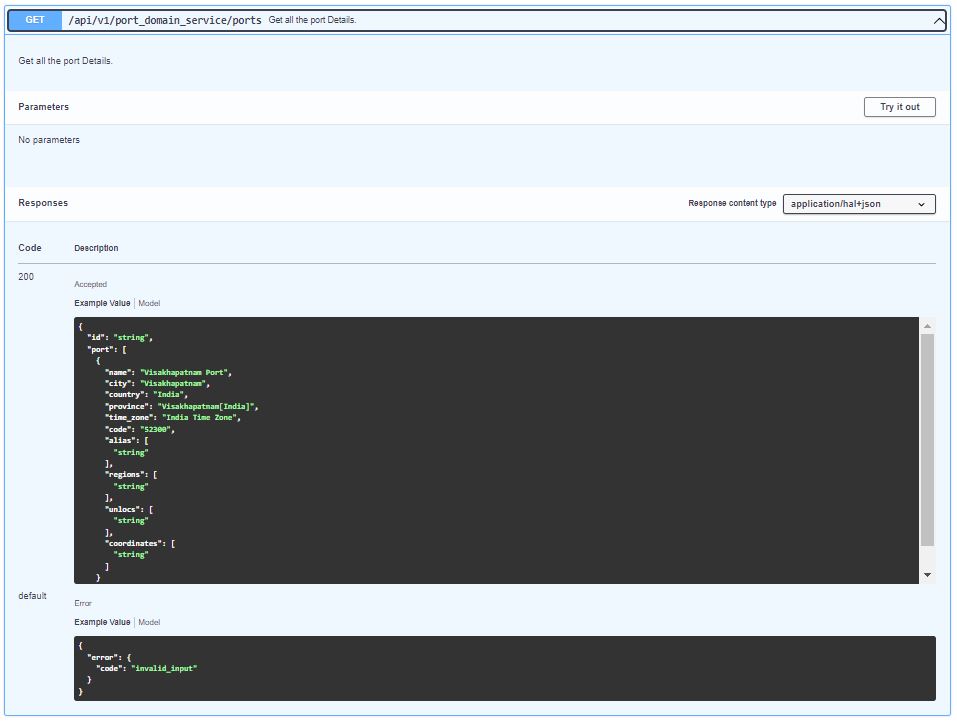 GET /api/v1/port_domain_service/ports Get all the port Details.
Get all the port Details.
Parameters
Try it out
No parameters
Responses
Response content type
application/hal+json
Code Description
200
Accepted
Example Value | Model
{
"id": "string",
"port": [
{
"name": "Visakhapatnam Port",
"city": "Visakhapatnam",
"country": "India",
"province": "Visakhapatnam[India]",
"time_zone": "India Time Zone",
"code": "52300",
"alias": [
"string"
],
"regions": [
"string"
],
"unlocs": [
"string"
],
"coordinates": [
"string"
]
}
default
Error
Example Value | Model
{
"error": {
"code": "invalid_input"
}
}